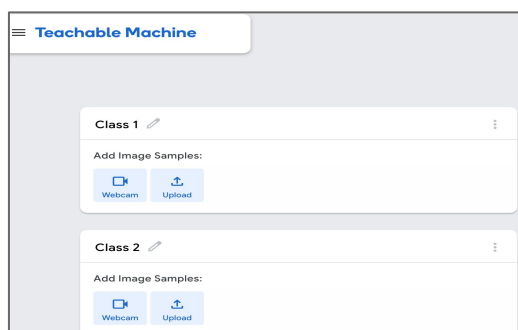 Teachable Machine
Class 1
Add Image Samples:
Webcam Upload
Class 2
Add Image Samples:
Webcam Upload